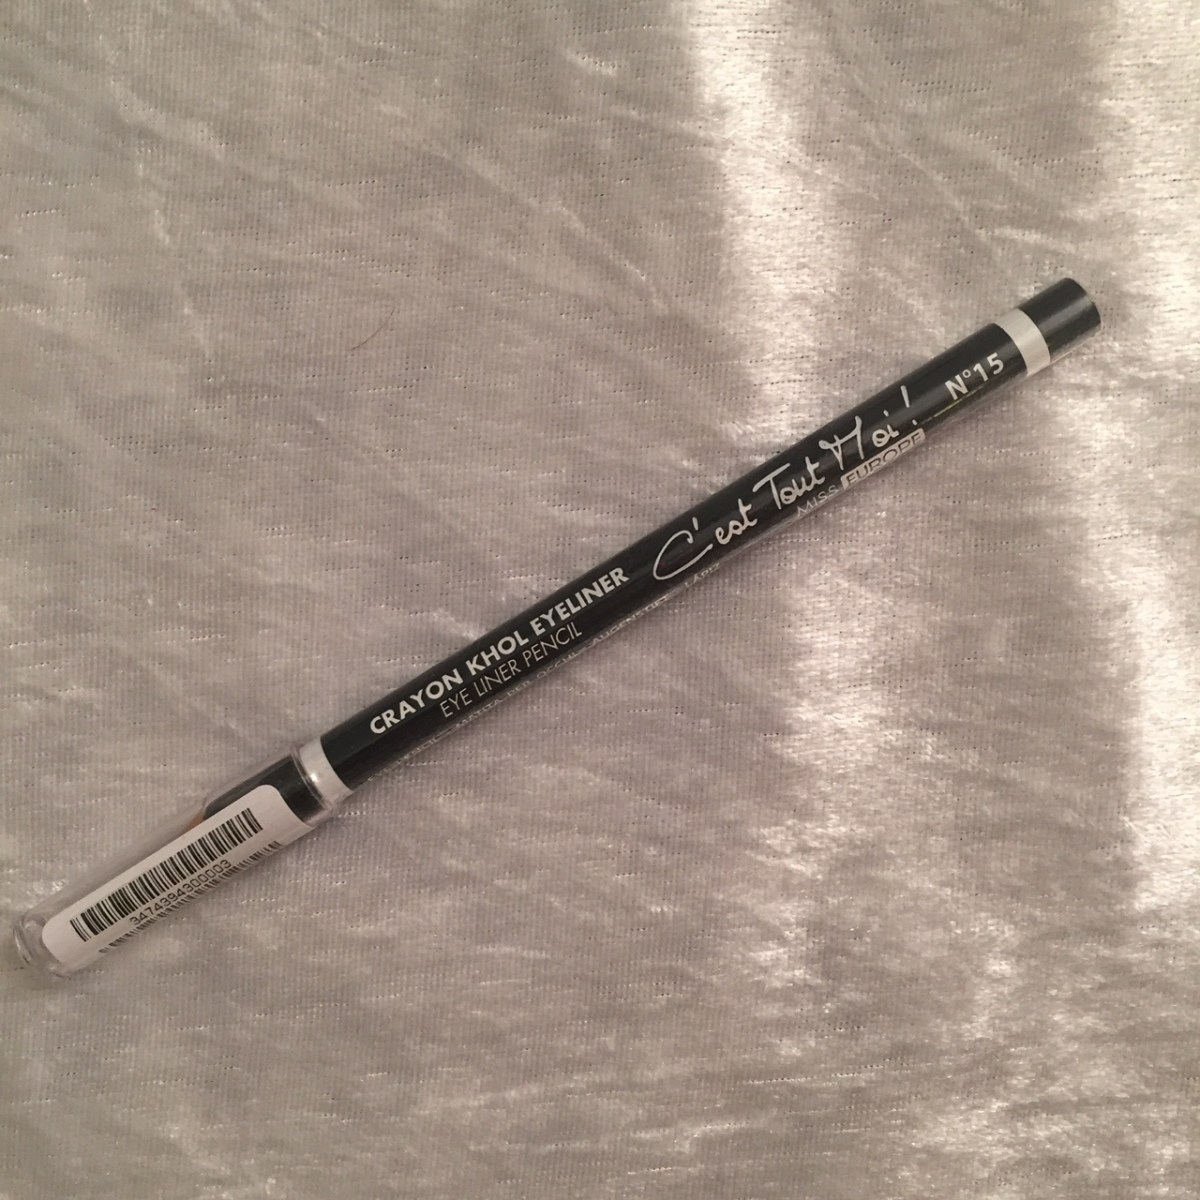 CRAYON KHOL EYELINER
EYE LINER PENCIL
C'est Tout Moi!
MISS EUROPE
N°15
3474394300003